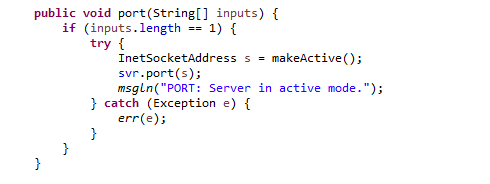 public void port(String[] inputs) {
    if (inputs.length == 1) {
        try {
            InetSocketAddress s = makeActive();
            svr.port(s);
            msgln("PORT: Server in active mode.");
        } catch (Exception e) {
            err(e);
        }
    }
}